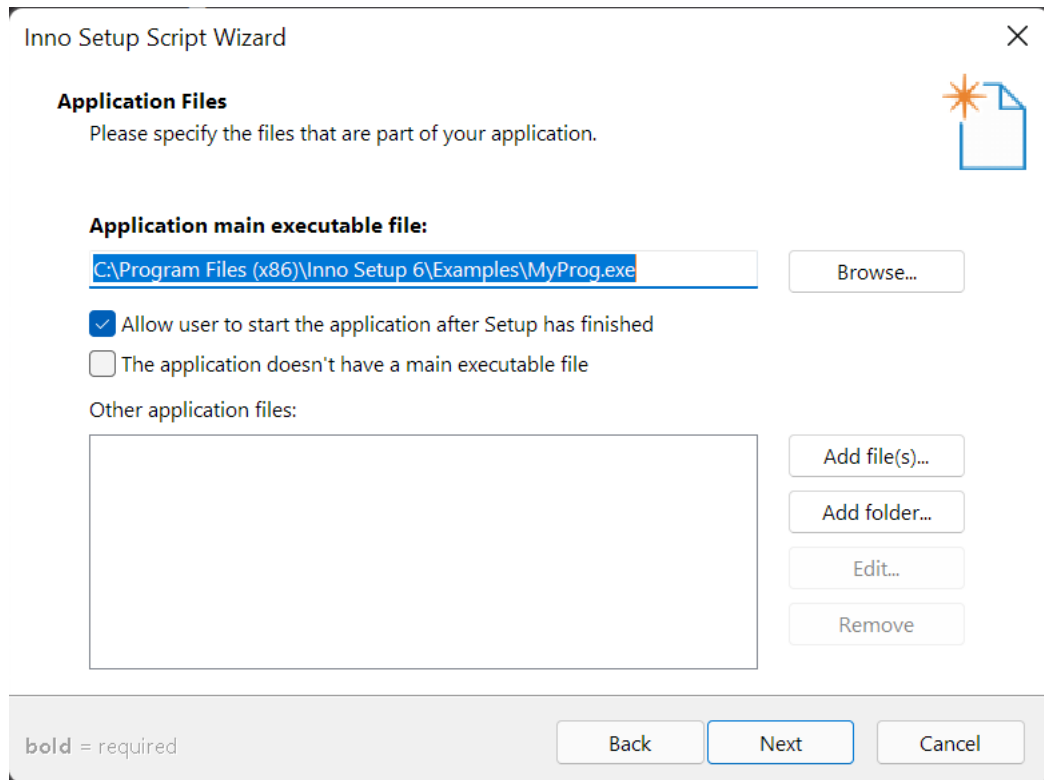 Inno Setup Script Wizard
Application Files
Please specify the files that are part of your application.
Application main executable file:
C:\Program Files (x86)\Inno Setup 6\Examples\MyProg.exe
Browse...
Allow user to start the application after Setup has finished
The application doesn't have a main executable file
Other application files:
Add file(s)...
Add folder...
Edit...
Remove
bold = required
Back
Next
Cancel